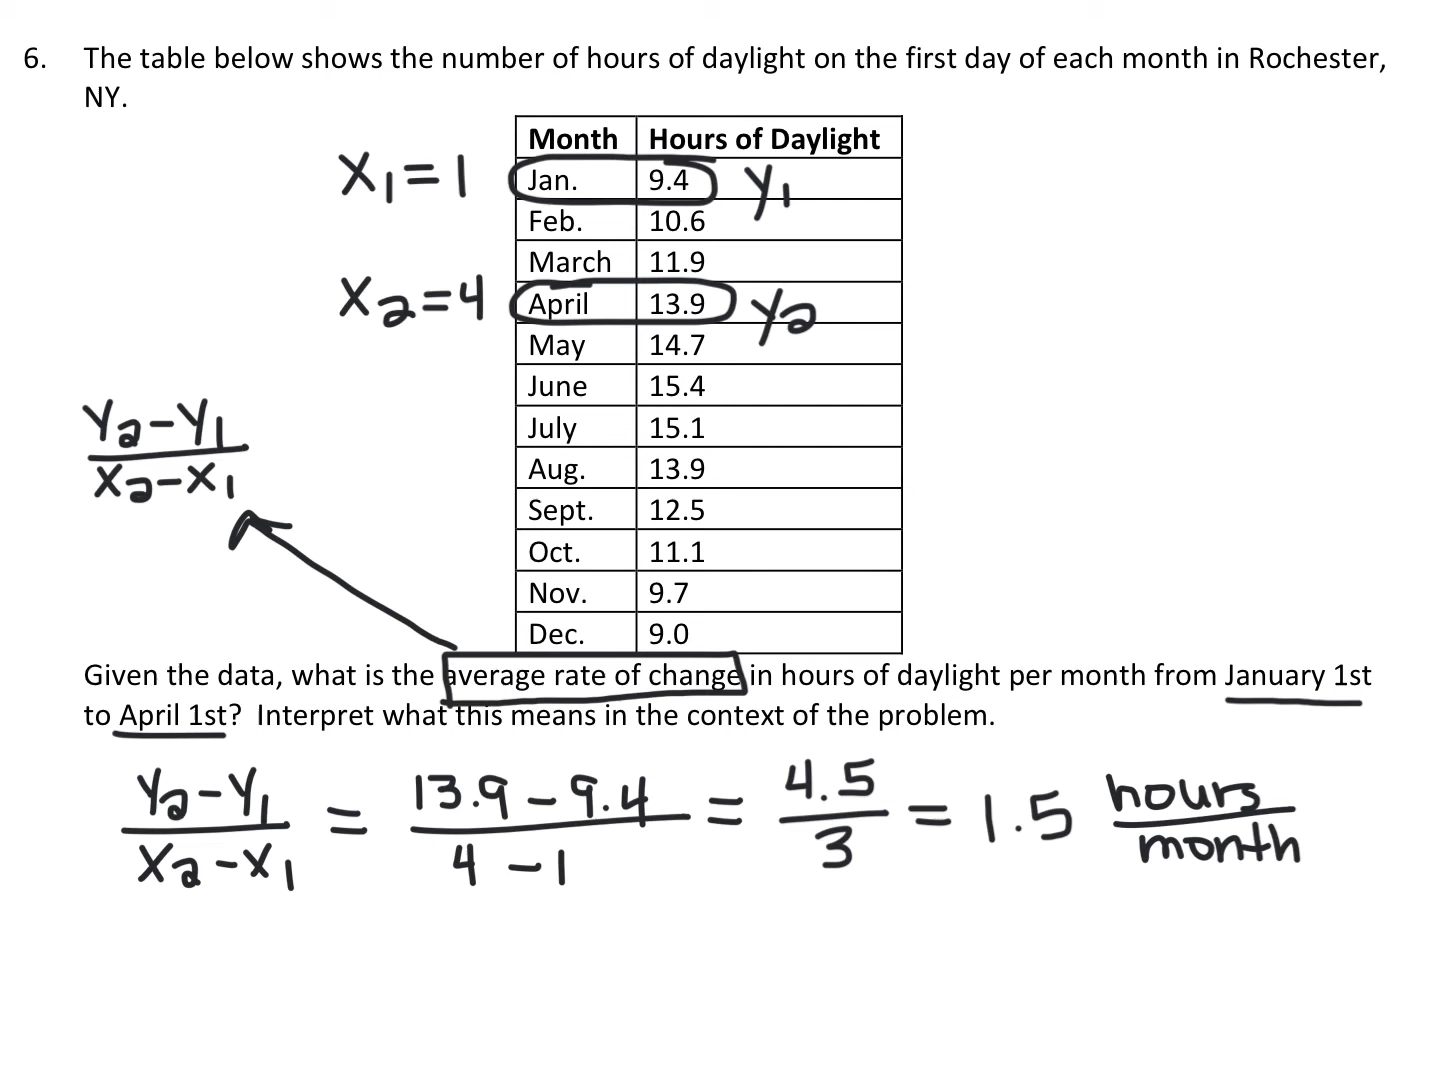 6. The table below shows the number of hours of daylight on the first day of each month in Rochester,
NY.
Month Hours of Daylight
x₁=1 Jan. 9.4 y₁
Feb. 10.6
March 11.9
x₂=4 April 13.9 y₂
May 14.7
June 15.4
y₂-y₁ July 15.1
x₂-x₁ Aug. 13.9
Sept. 12.5
Oct. 11.1
Nov. 9.7
Dec. 9.0
Given the data, what is the average rate of change in hours of daylight per month from January 1st
to April 1st? Interpret what this means in the context of the problem.
y₂-y₁ = 13.9-9.4 = 4.5 = 1.5 hours
x₂-x₁ 4-1 3 month